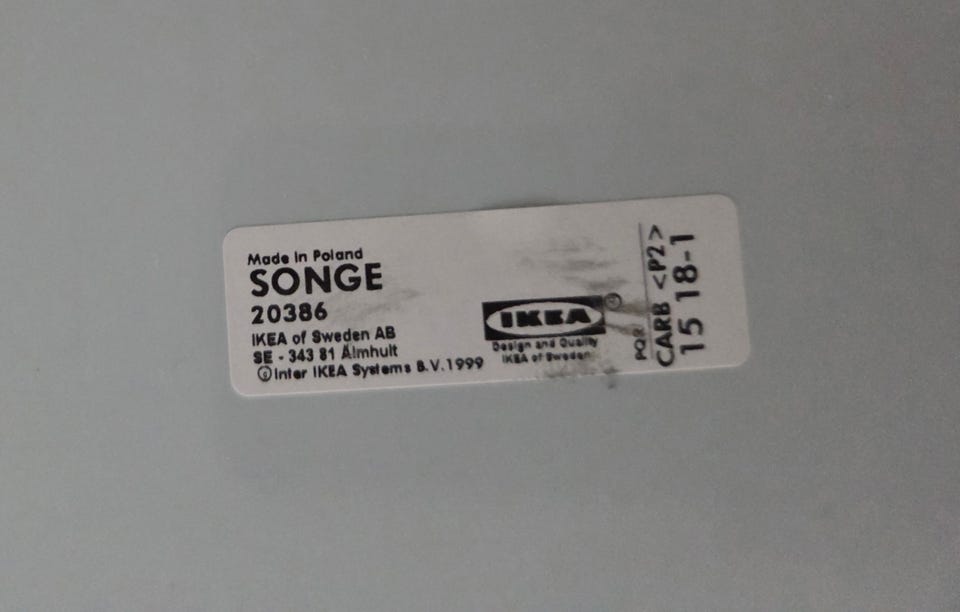 Made in Poland
SONGE
20386
IKEA of Sweden AB
SE - 343 81 Älmhult
©Inter IKEA Systems B.V.1999
IKEA®
Design and Quality
IKEA of Sweden
PQR
CARB <P2>
15 18-1